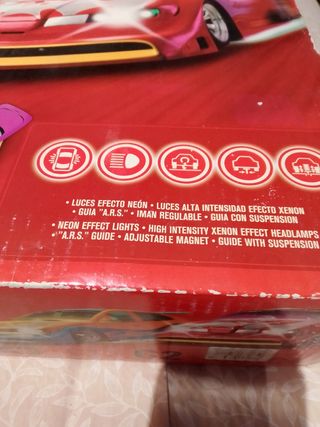 • LUCES EFECTO NEÓN • LUCES ALTA INTENSIDAD EFECTO XENON
• GUIA "A.R.S." • IMAN REGULABLE • GUIA CON SUSPENSION
• NEON EFFECT LIGHTS • HIGH INTENSITY XENON EFFECT HEADLAMPS
• "A.R.S." GUIDE • ADJUSTABLE MAGNET • GUIDE WITH SUSPENSION